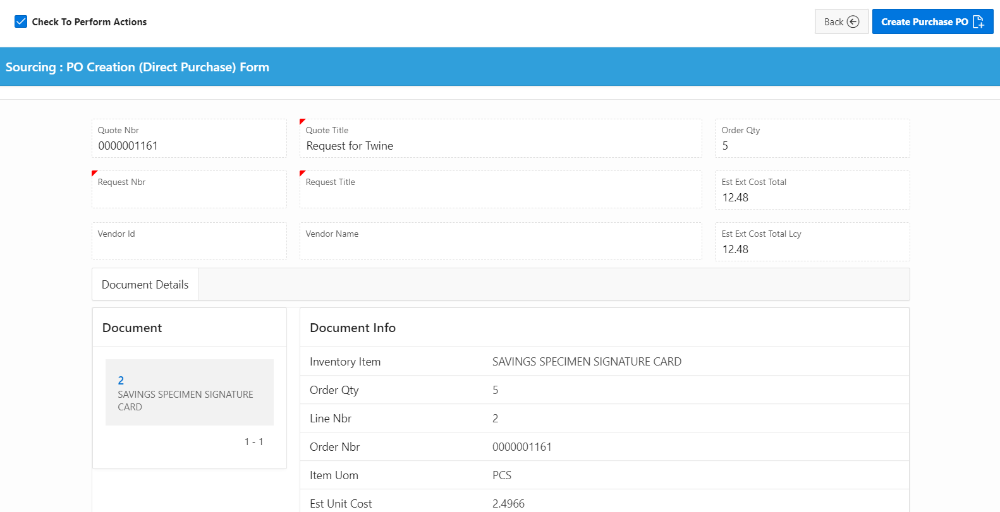 Check To Perform Actions
Back
Create Purchase PO
Sourcing : PO Creation (Direct Purchase) Form
Quote Nbr
0000001161
Quote Title
Request for Twine
Order Qty
5
Request Nbr
Request Title
Est Ext Cost Total
12.48
Vendor Id
Vendor Name
Est Ext Cost Total Lcy
12.48
Document Details
Document
2
SAVINGS SPECIMEN SIGNATURE
CARD
1 - 1
Document Info
Inventory Item SAVINGS SPECIMEN SIGNATURE CARD
Order Qty 5
Line Nbr 2
Order Nbr 0000001161
Item Uom PCS
Est Unit Cost 2.4966